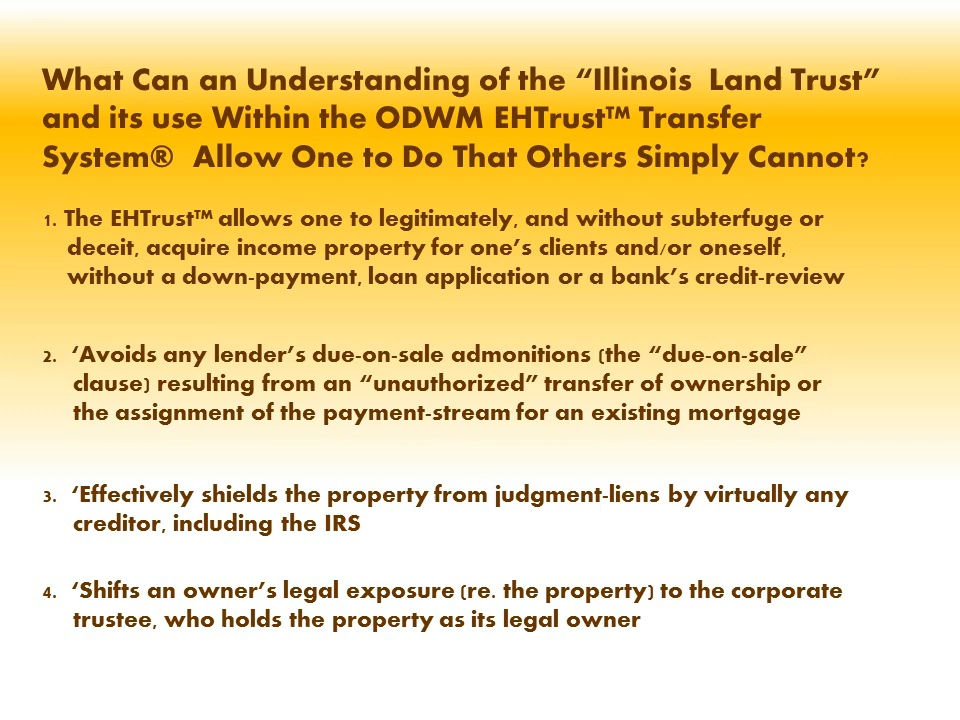 What Can an Understanding of the “Illinois  Land Trust”
and its use Within the ODWM EHTrust™ Transfer
System®  Allow One to Do That Others Simply Cannot?
1. The EHTrust™ allows one to legitimately, and without subterfuge or
deceit, acquire income property for one’s clients and/or oneself,
without a down-payment, loan application or a bank’s credit-review
2.  ‘Avoids any lender’s due-on-sale admonitions (the “due-on-sale”
clause) resulting from an “unauthorized” transfer of ownership or
the assignment of the payment-stream for an existing mortgage
3.  ‘Effectively shields the property from judgment-liens by virtually any
creditor, including the IRS
4.  ‘Shifts an owner’s legal exposure (re. the property) to the corporate
trustee, who holds the property as its legal owner